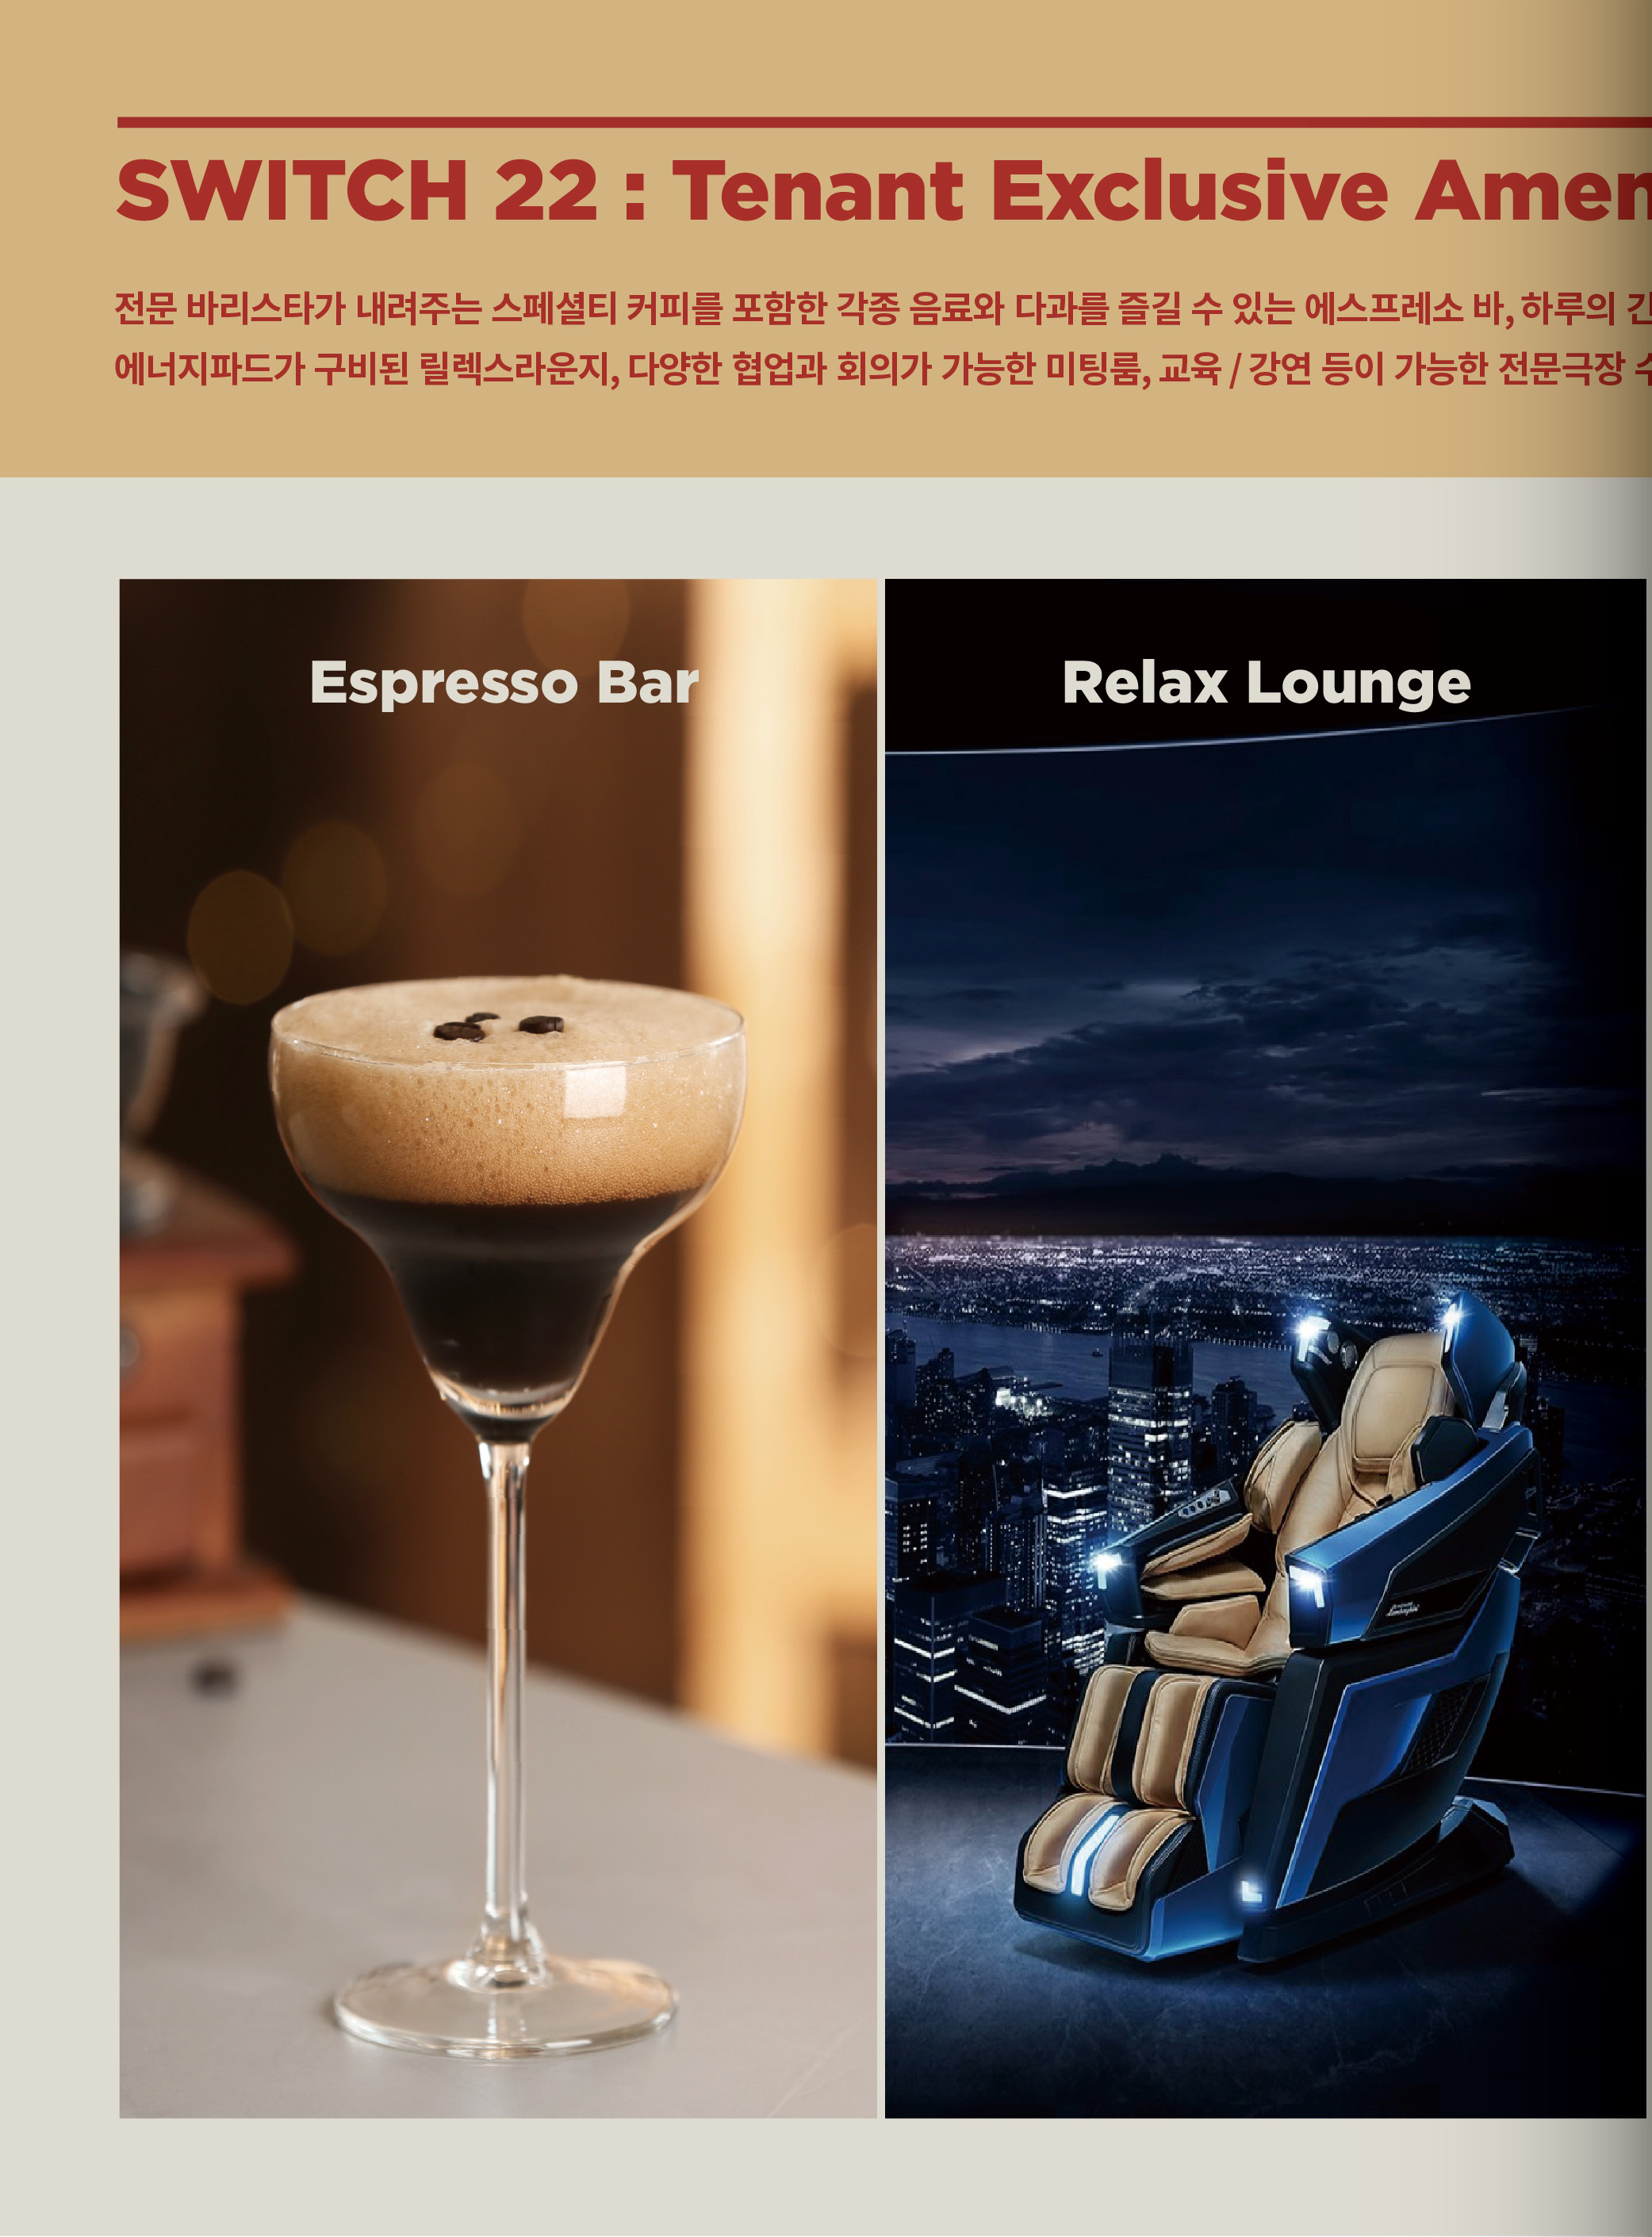 SWITCH 22 : Tenant Exclusive Amen
전문 바리스타가 내려주는 스페셜티 커피를 포함한 각종 음료와 다과를 즐길 수 있는 에스프레소 바, 하루의 긴
에너지파드가 구비된 릴렉스라운지, 다양한 협업과 회의가 가능한 미팅룸, 교육 / 강연 등이 가능한 전문극장 수
Espresso Bar
Relax Lounge